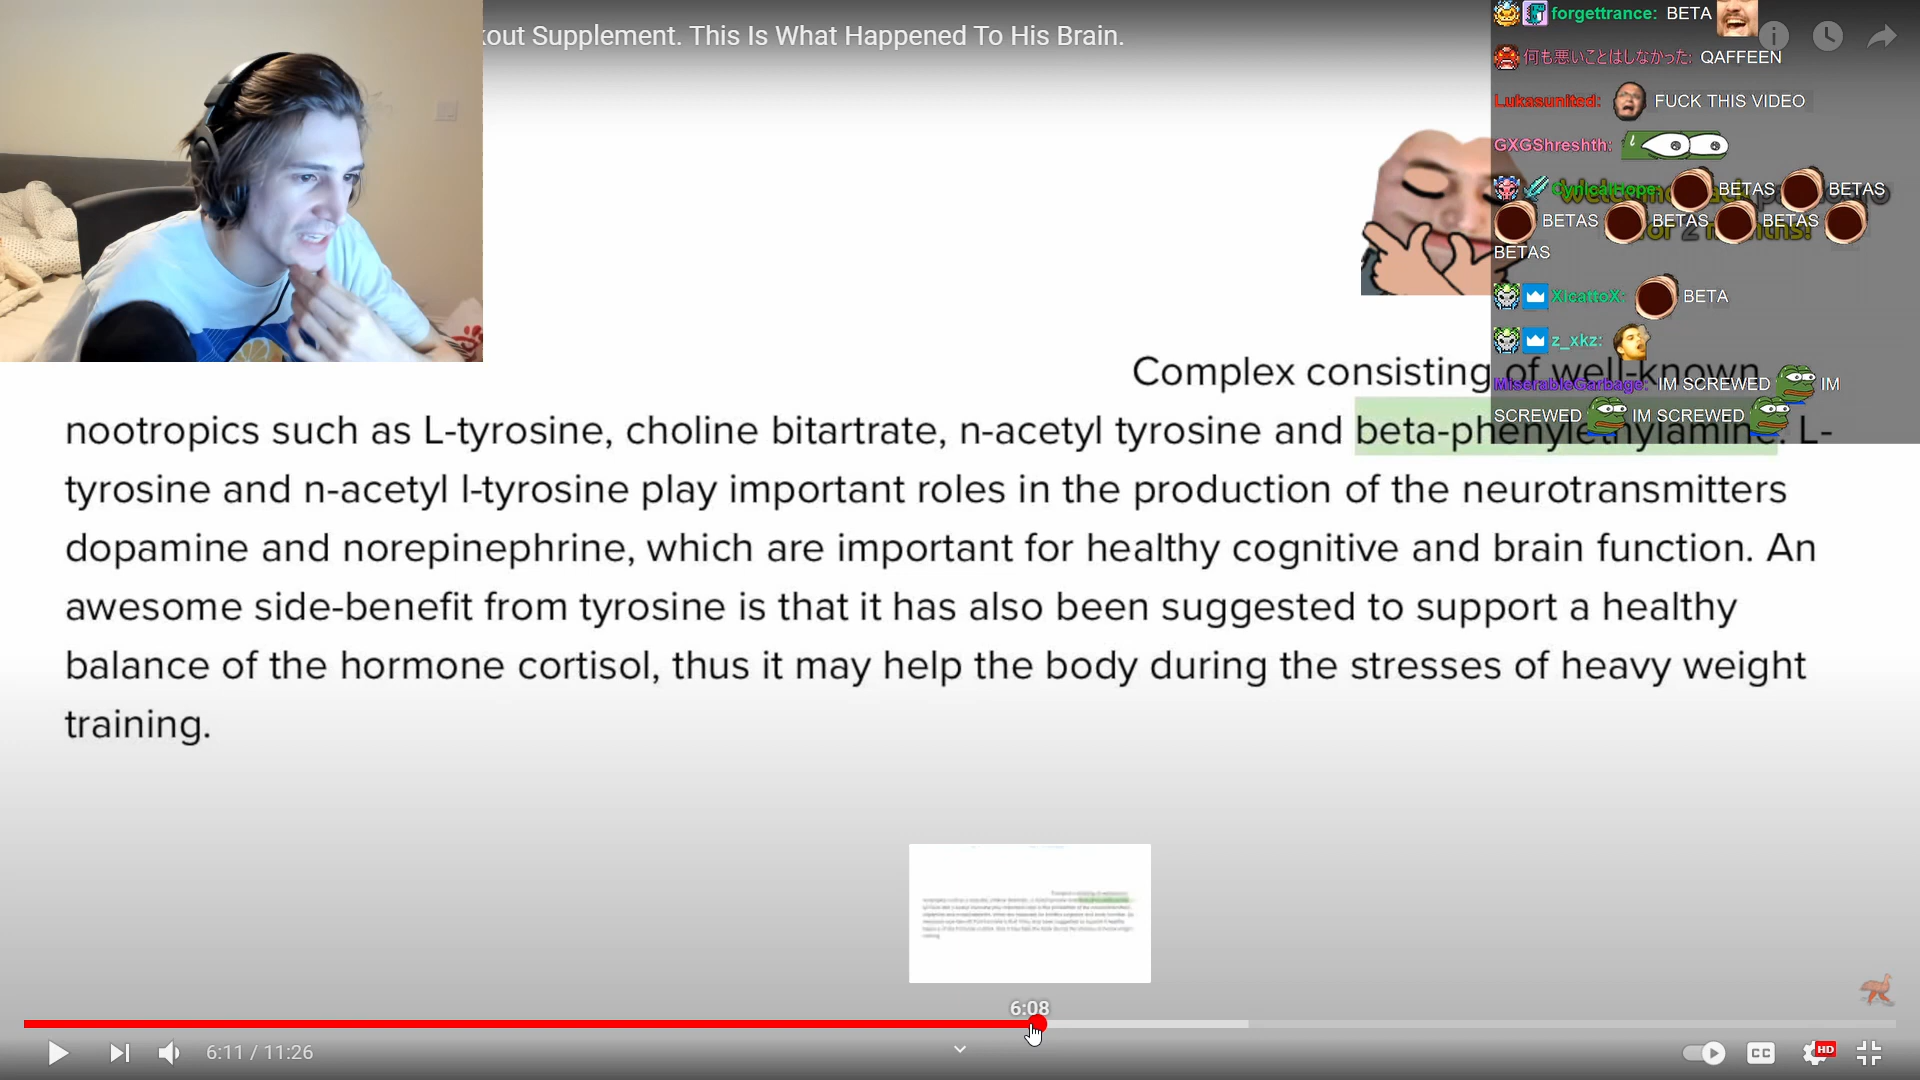 kout Supplement. This Is What Happened To His Brain.
forgettrance: BETA
何も悪いことはしなかった: QAFFEEN
Lukasunited: FUCK THIS VIDEO
GXGShreshth:
CynicalHope: BETAS BETAS
BETAS BETAS BETAS
BETAS
XicattoX: BETA
z_xkz:
MiserableGarbage: IM SCREWED IM
SCREWED IM SCREWED
Complex consisting of well-known
nootropics such as L-tyrosine, choline bitartrate, n-acetyl tyrosine and beta-phenylethylamine. L-
tyrosine and n-acetyl l-tyrosine play important roles in the production of the neurotransmitters
dopamine and norepinephrine, which are important for healthy cognitive and brain function. An
awesome side-benefit from tyrosine is that it has also been suggested to support a healthy
balance of the hormone cortisol, thus it may help the body during the stresses of heavy weight
training.
6:08
6:11 / 11:26
CC
HD